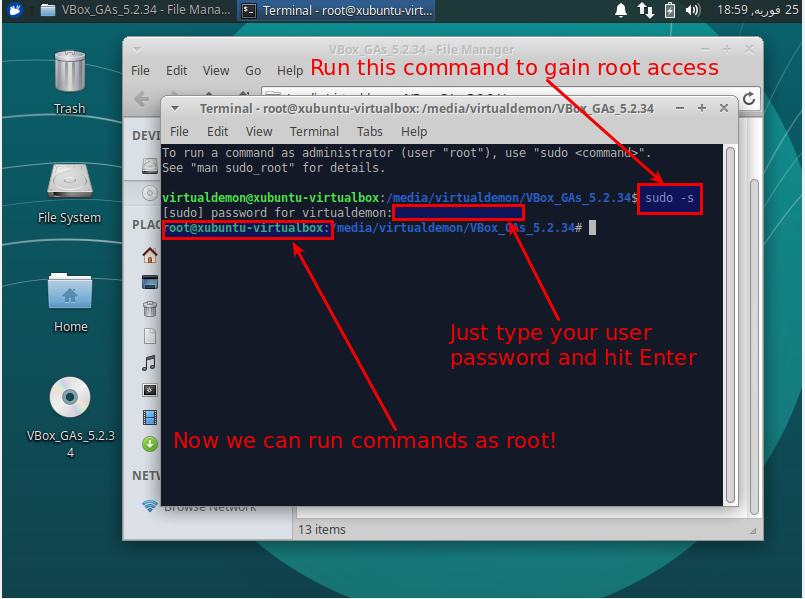 VBox_GAs_5.2.34 - File Mana...
Terminal - root@xubuntu-virt...
18:59 ,فوریه 25
VBox_GAs_5.2.34 - File Manager
File Edit View Go Help
Run this command to gain root access
Trash
File System
Home
VBox_GAs_5.2.3
4
DEVI
PLAC
NETW
Browse Network
13 items
Terminal - root@xubuntu-virtualbox: /media/virtualdemon/VBox_GAs_5.2.34
File Edit View Terminal Tabs Help
To run a command as administrator (user "root"), use "sudo <command>".
See "man sudo_root" for details.
virtualdemon@xubuntu-virtualbox:/media/virtualdemon/VBox_GAs_5.2.34$ sudo -s
[sudo] password for virtualdemon:
root@xubuntu-virtualbox:/media/virtualdemon/VBox_GAs_5.2.34#
Just type your user
password and hit Enter
Now we can run commands as root!